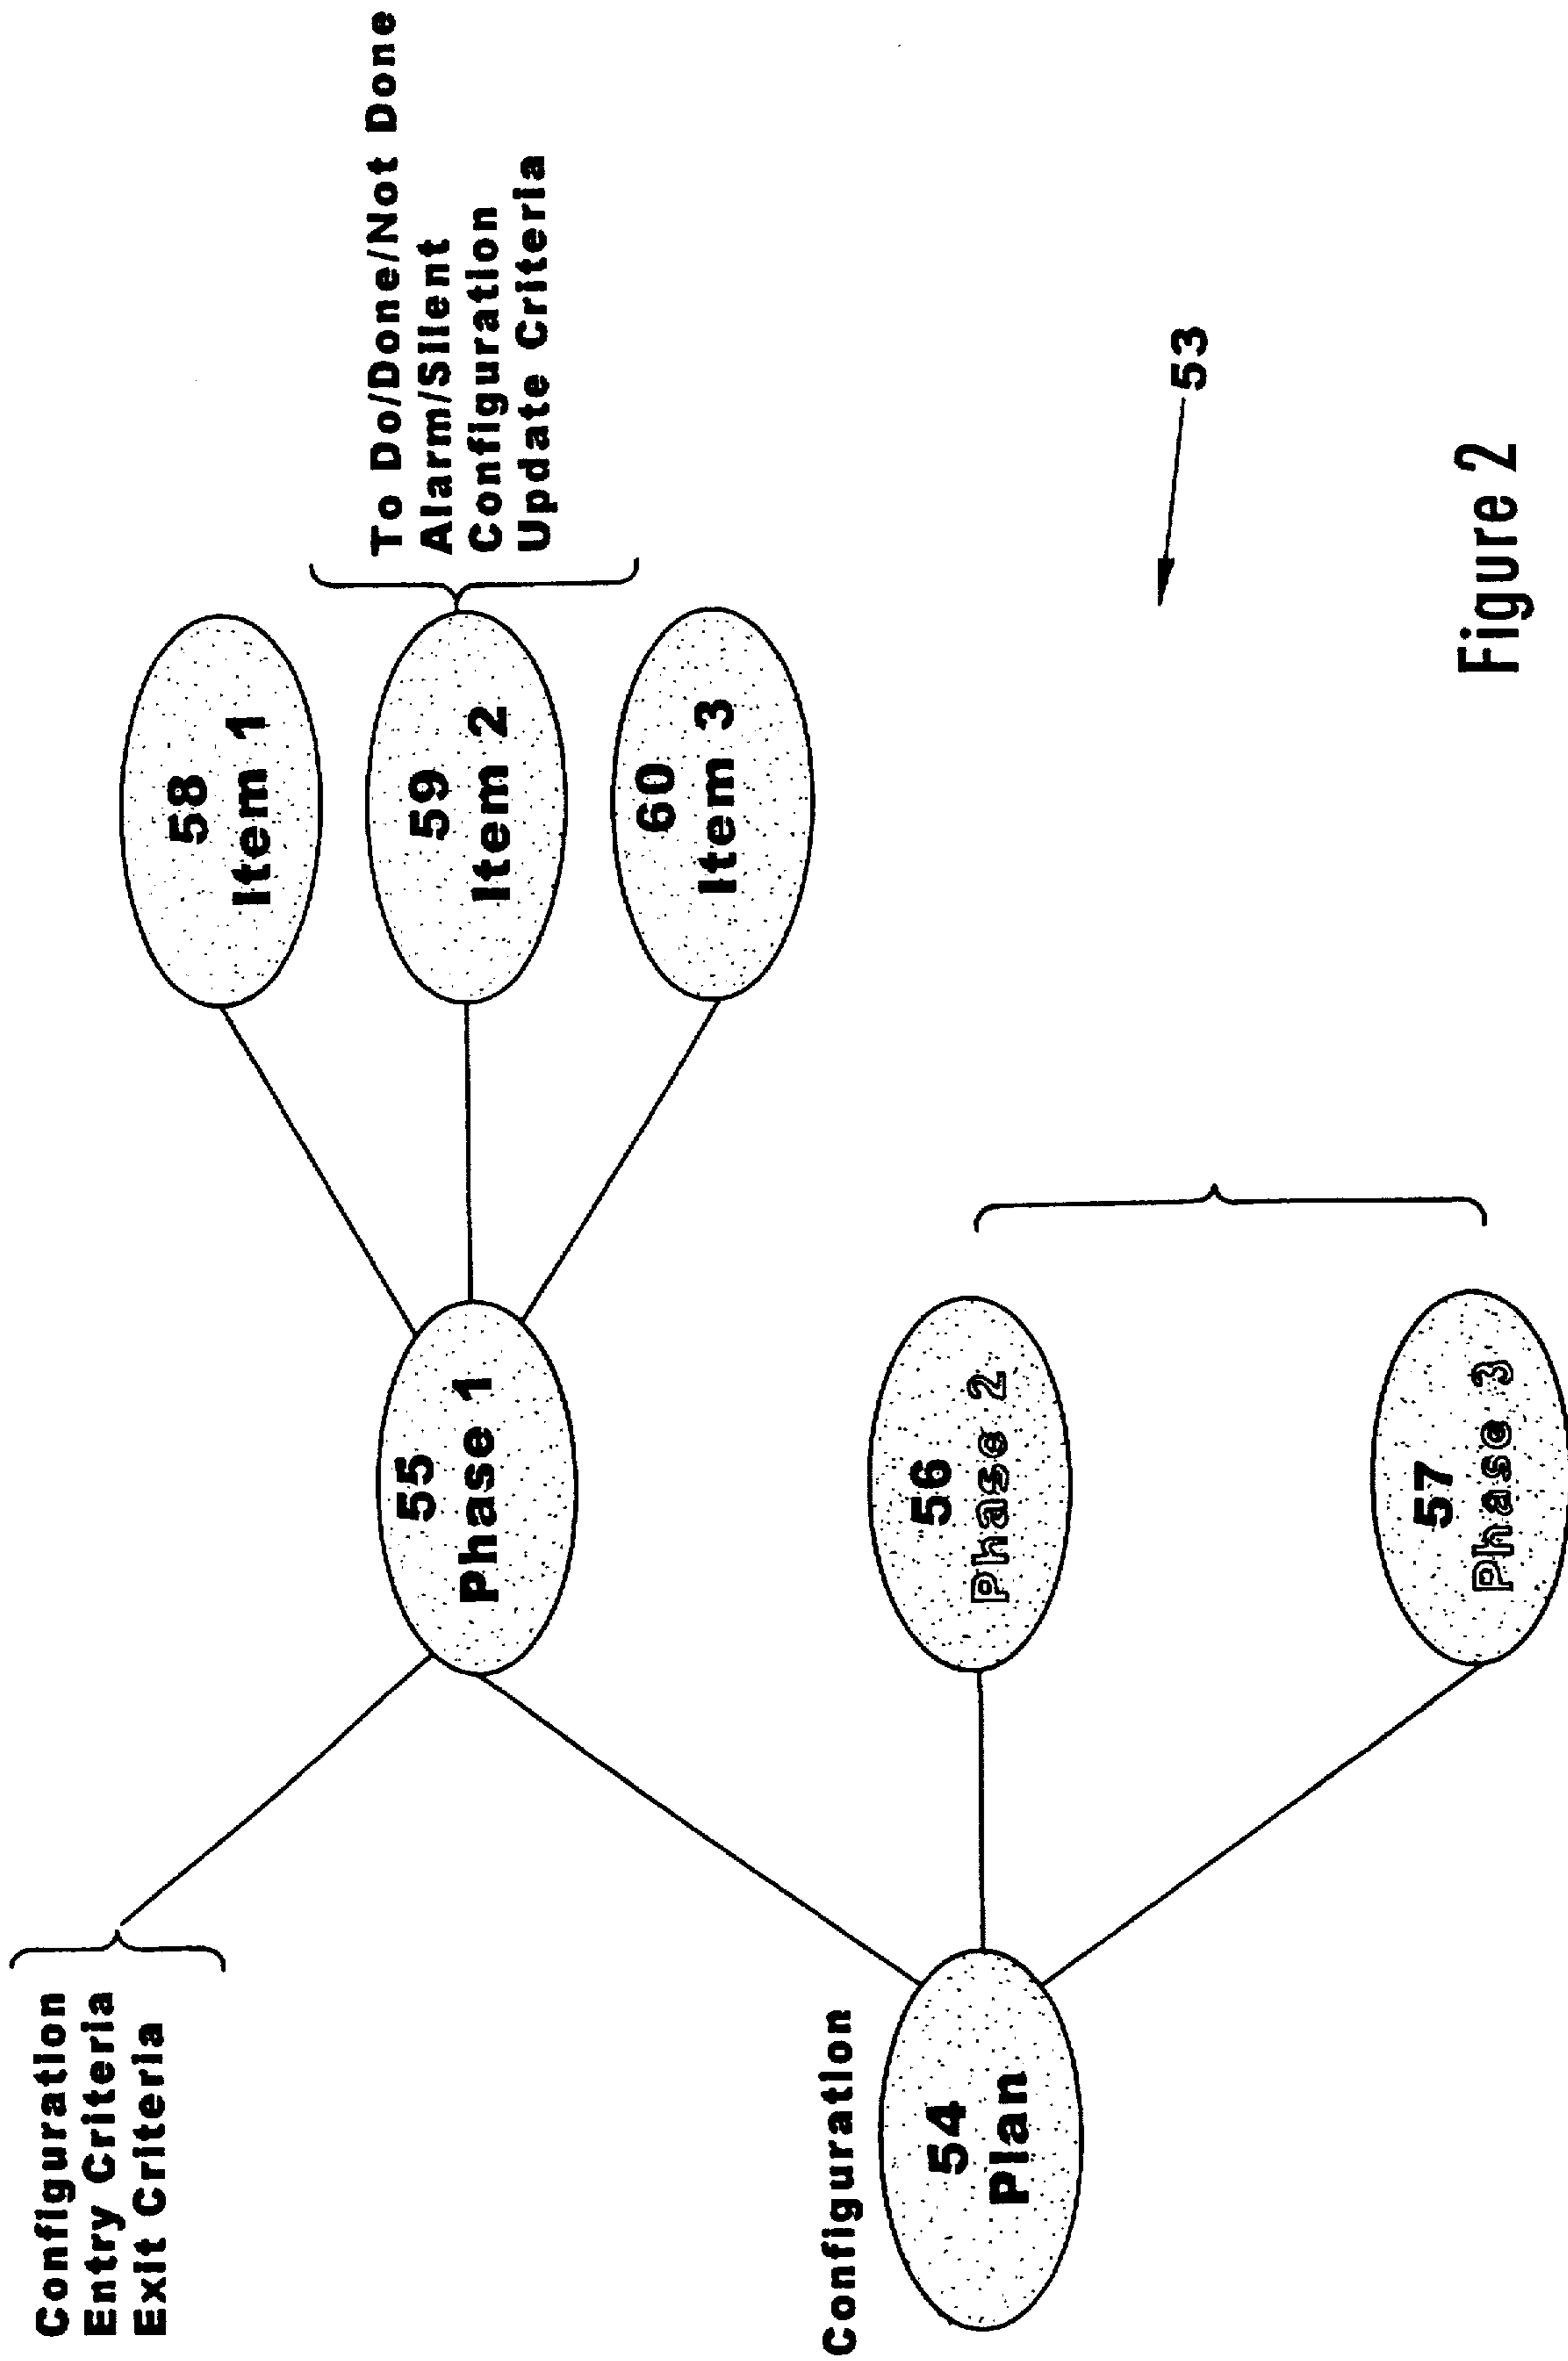 Configuration
Entry Criteria
Exit Criteria
58
Item 1
To Do/Done/Not Done
Alarm/Silent
Configuration
Update Criteria
55
Phase 1
59
Item 2
60
Item 3
Configuration
54
Plan
56
Phase 2
57
Phase 3
53
Figure 2